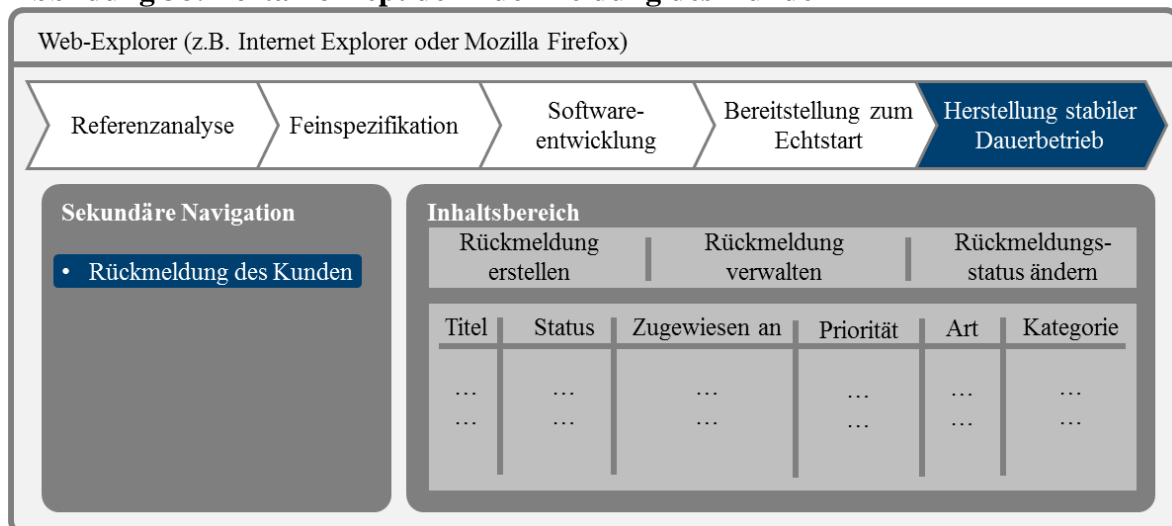 Web-Explorer (z.B. Internet Explorer oder Mozilla Firefox)
Referenzanalyse
Feinspezifikation
Software-
entwicklung
Bereitstellung zum
Echtstart
Herstellung stabiler
Dauerbetrieb
Sekundäre Navigation
• Rückmeldung des Kunden
Inhaltsbereich
Rückmeldung
erstellen
Rückmeldung
verwalten
Rückmeldungs-
status ändern
Titel Status Zugewiesen an Priorität Art Kategorie
... ... ... ... ... ...
... ... ... ... ... ...